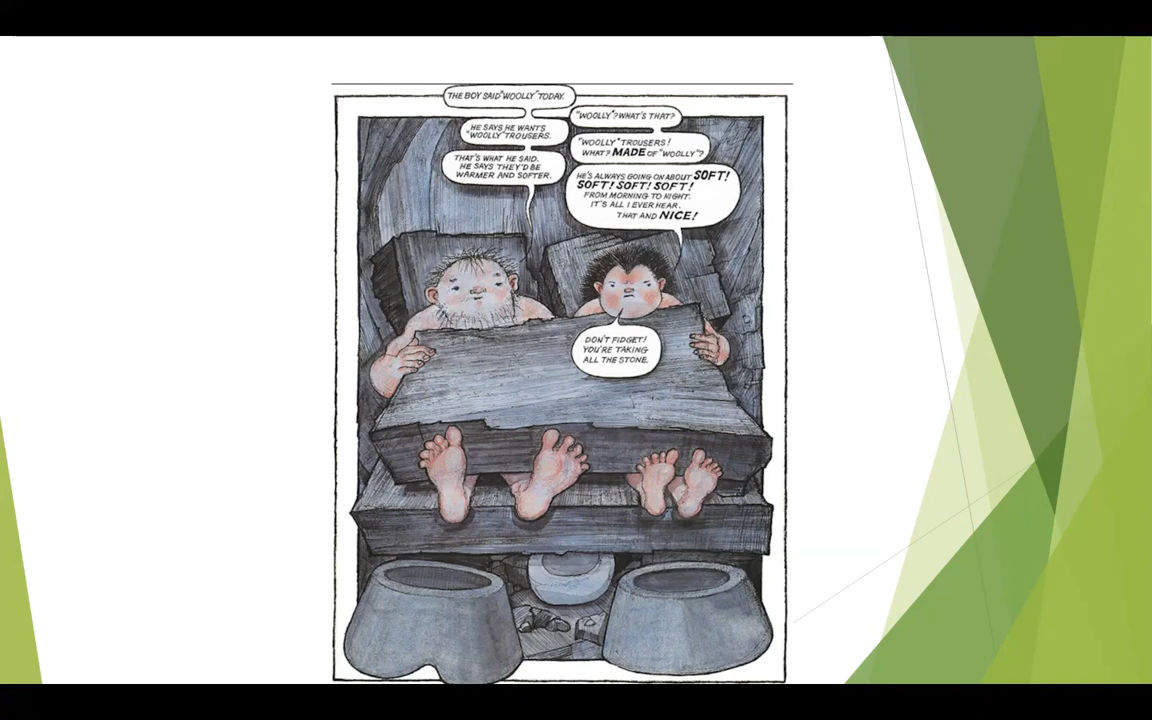 THE BOY SAID "WOOLLY" TODAY.
"WOOLLY"? WHAT'S THAT?
HE SAYS HE WANTS
"WOOLLY" TROUSERS.
"WOOLLY" TROUSERS!
WHAT? MADE OF "WOOLLY"?
THAT'S WHAT HE SAID.
HE SAYS THEY'D BE
WARMER AND SOFTER.
HE'S ALWAYS GOING ON ABOUT SOFT!
SOFT! SOFT! SOFT!
FROM MORNING TO NIGHT.
IT'S ALL I EVER HEAR.
THAT AND NICE!
DON'T FIDGET!
YOU'RE TAKING
ALL THE STONE.